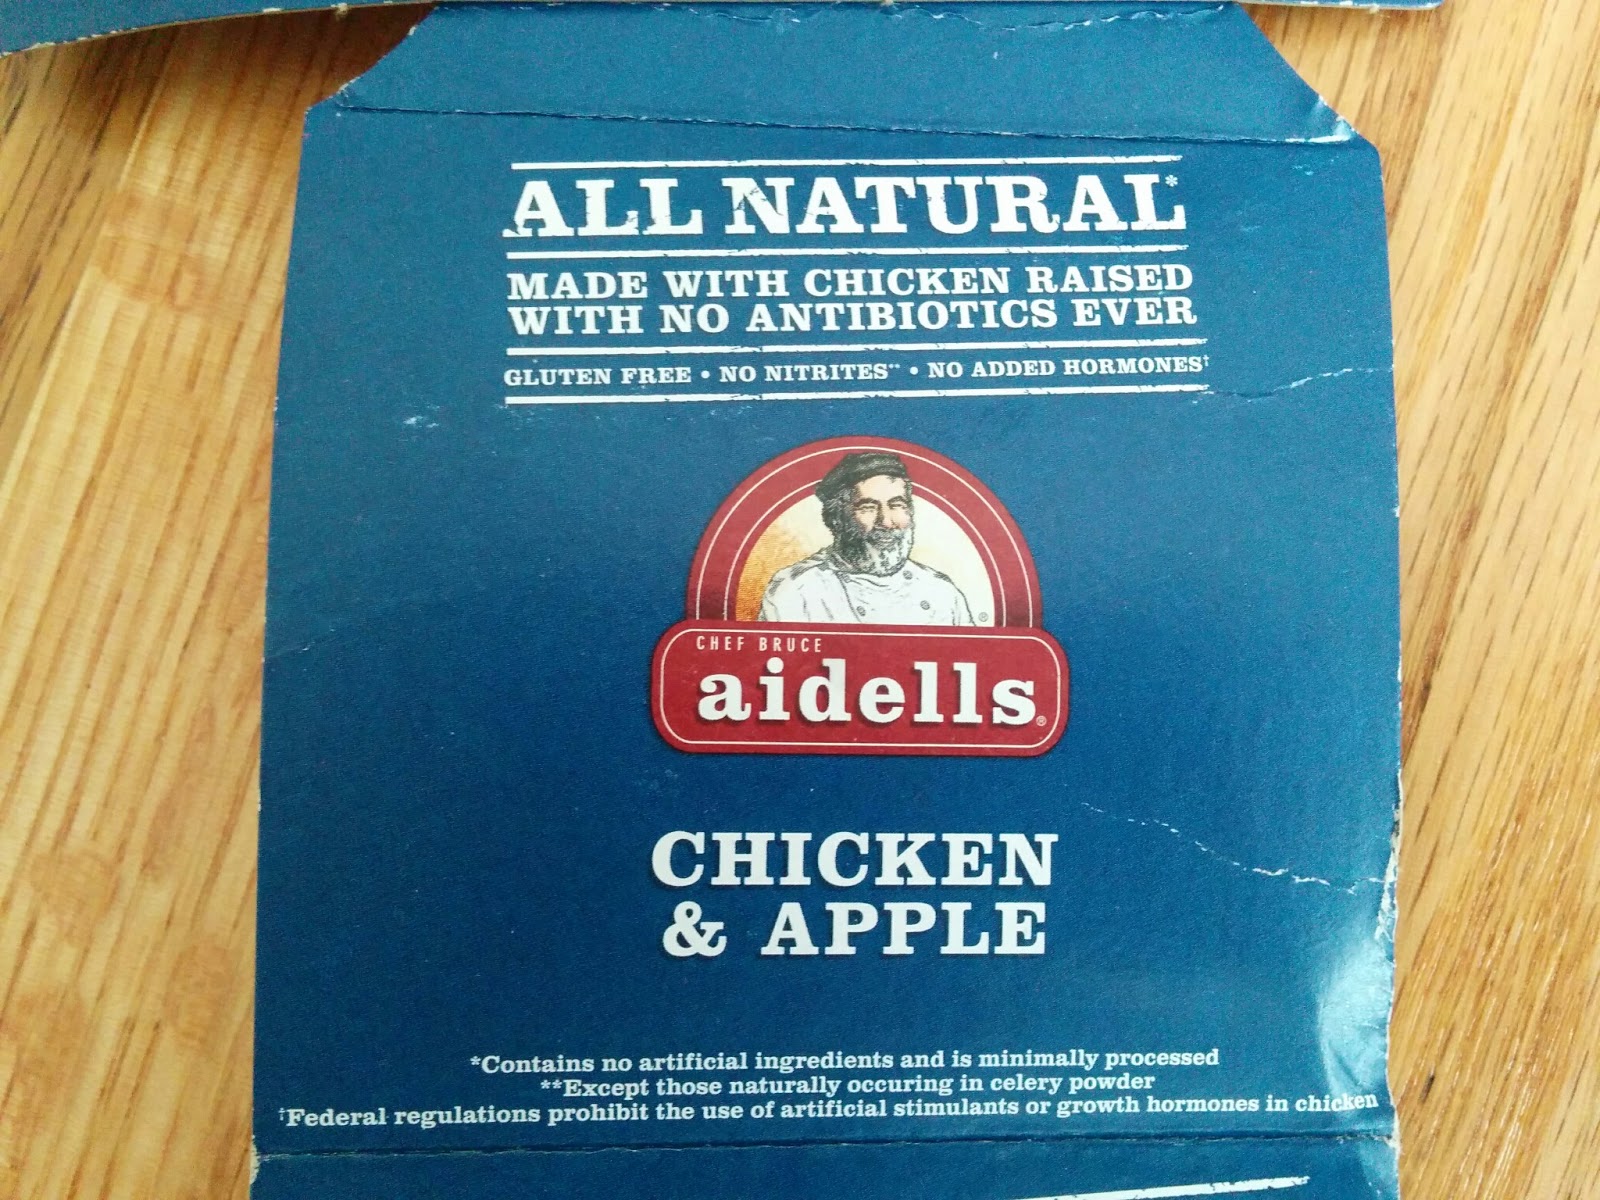 ALL NATURAL*
MADE WITH CHICKEN RAISED
WITH NO ANTIBIOTICS EVER
GLUTEN FREE • NO NITRITES** • NO ADDED HORMONES†
®
CHEF BRUCE
aidells®
CHICKEN
& APPLE
*Contains no artificial ingredients and is minimally processed
**Except those naturally occuring in celery powder
†Federal regulations prohibit the use of artificial stimulants or growth hormones in chicken